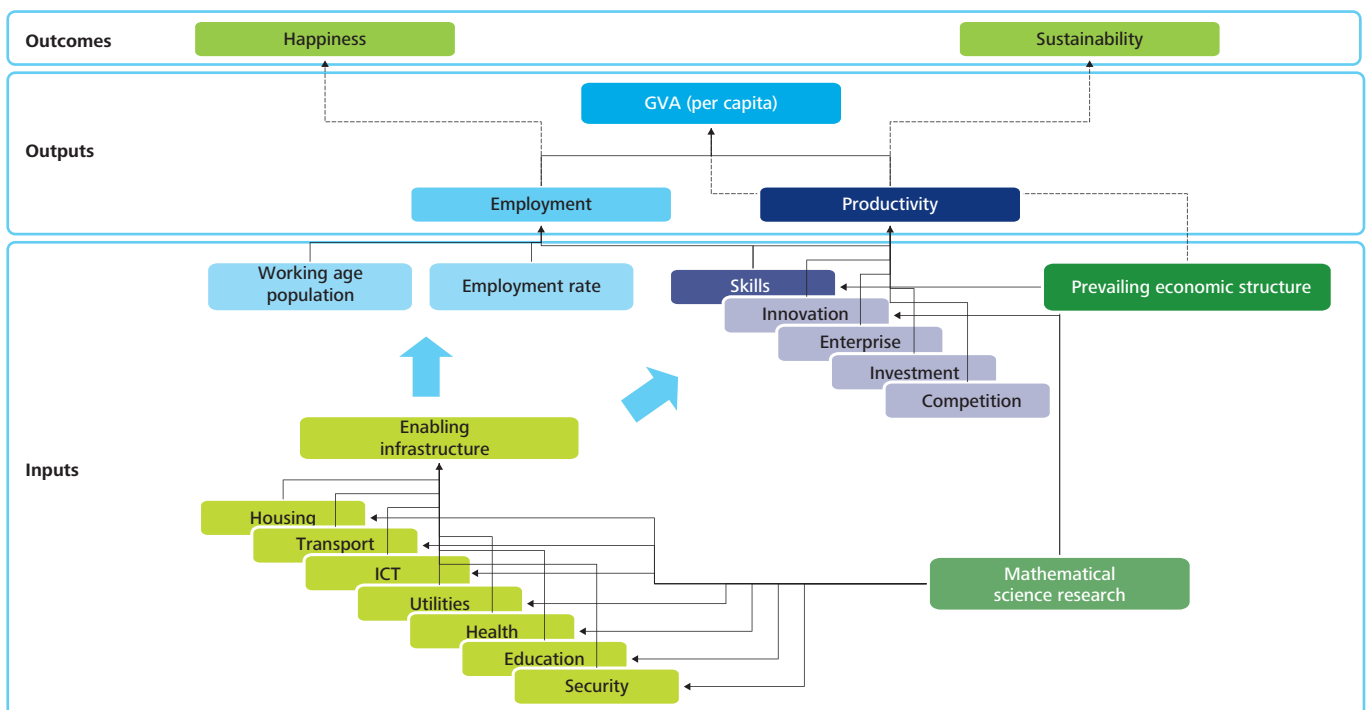 Outcomes
Happiness
Sustainability
GVA (per capita)
Outputs
Employment
Productivity
Working age
population
Employment rate
Skills
Prevailing economic structure
Innovation
Enterprise
Investment
Competition
Enabling
infrastructure
Inputs
Housing
Transport
ICT
Utilities
Health
Education
Security
Mathematical
science research